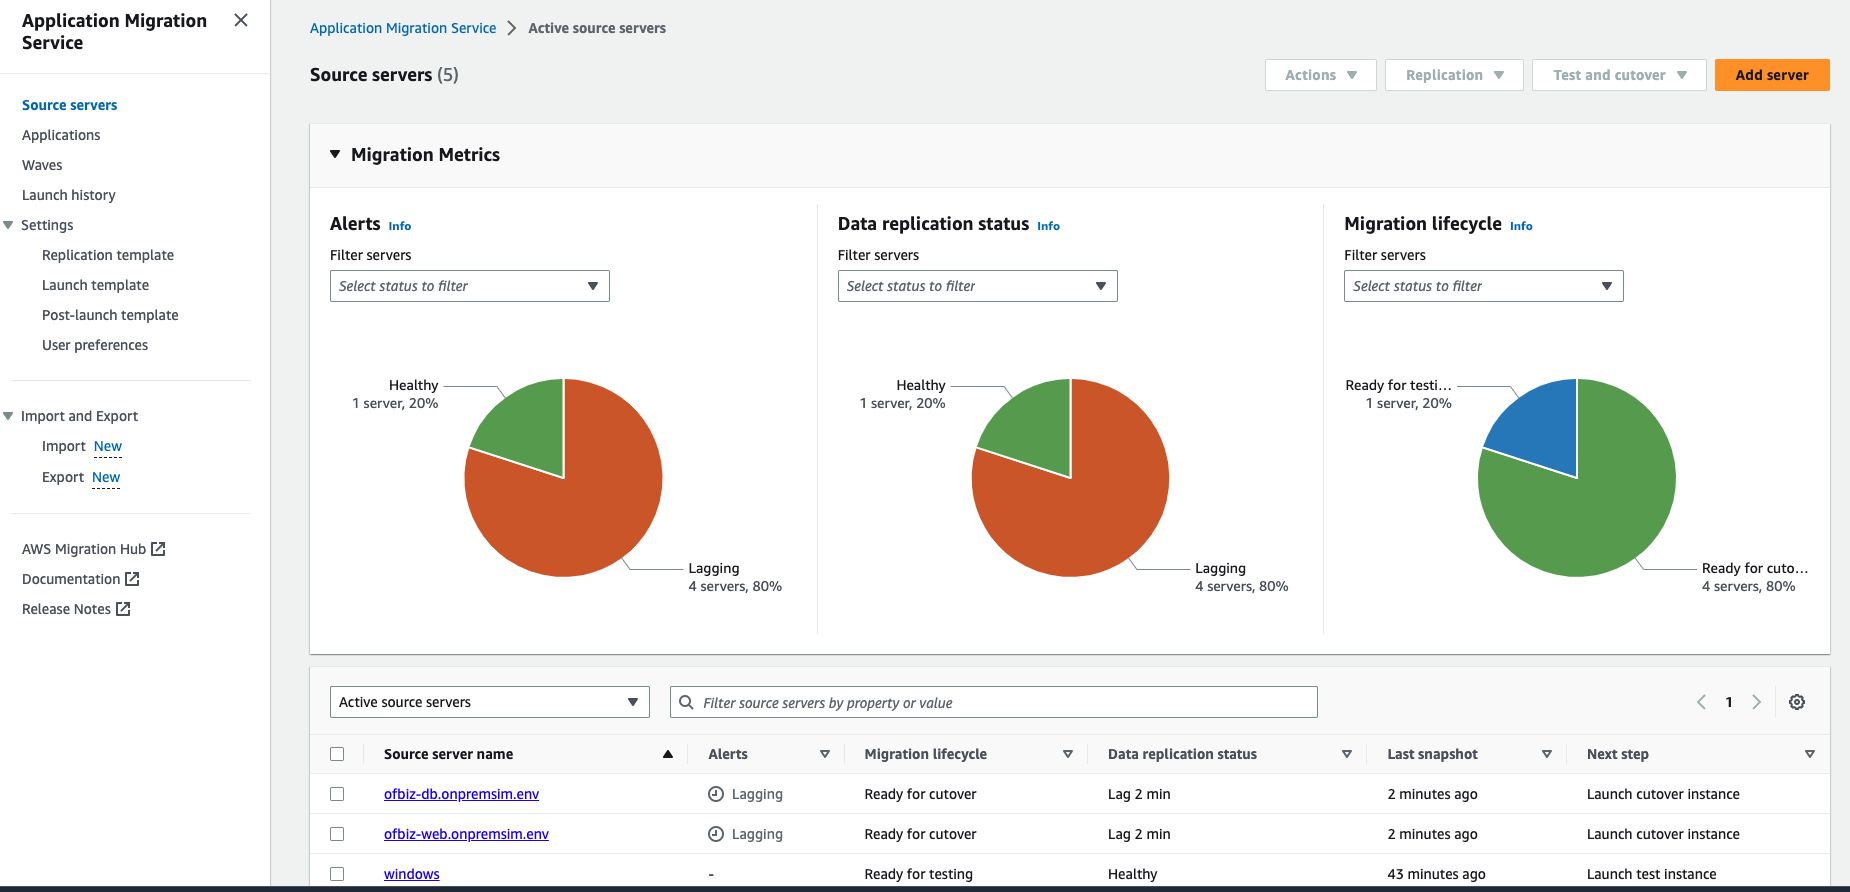 Application Migration
Service
Source servers
Applications
Waves
Launch history
Settings
Replication template
Launch template
Post-launch template
User preferences
Import and Export
Import New
Export New
AWS Migration Hub
Documentation
Release Notes
Application Migration Service > Active source servers
Source servers (5)
Actions
Replication
Test and cutover
Add server
Migration Metrics
Alerts Info
Filter servers
Select status to filter
Healthy
1 server, 20%
Lagging
4 servers, 80%
Data replication status Info
Filter servers
Select status to filter
Healthy
1 server, 20%
Lagging
4 servers, 80%
Migration lifecycle Info
Filter servers
Select status to filter
Ready for testi...
1 server, 20%
Ready for cuto...
4 servers, 80%
Active source servers
Filter source servers by property or value
1
Source server name Alerts Migration lifecycle Data replication status Last snapshot Next step
ofbiz-db.onpremsim.env Lagging Ready for cutover Lag 2 min 2 minutes ago Launch cutover instance
ofbiz-web.onpremsim.env Lagging Ready for cutover Lag 2 min 2 minutes ago Launch cutover instance
windows - Ready for testing Healthy 43 minutes ago Launch test instance